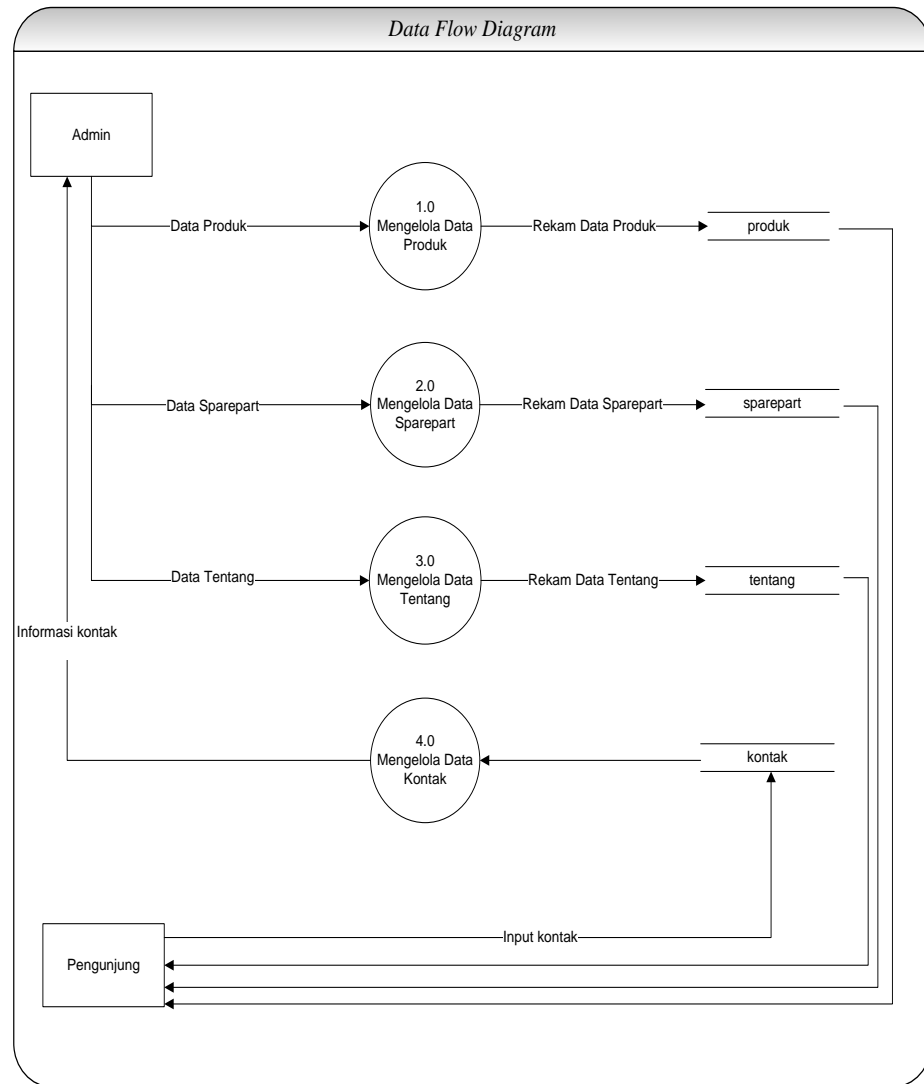 Data Flow Diagram
Admin
Data Produk
1.0
Mengelola Data
Produk
Rekam Data Produk
produk
Data Sparepart
2.0
Mengelola Data
Sparepart
Rekam Data Sparepart
sparepart
Data Tentang
3.0
Mengelola Data
Tentang
Rekam Data Tentang
tentang
Informasi kontak
4.0
Mengelola Data
Kontak
kontak
Pengunjung
Input kontak